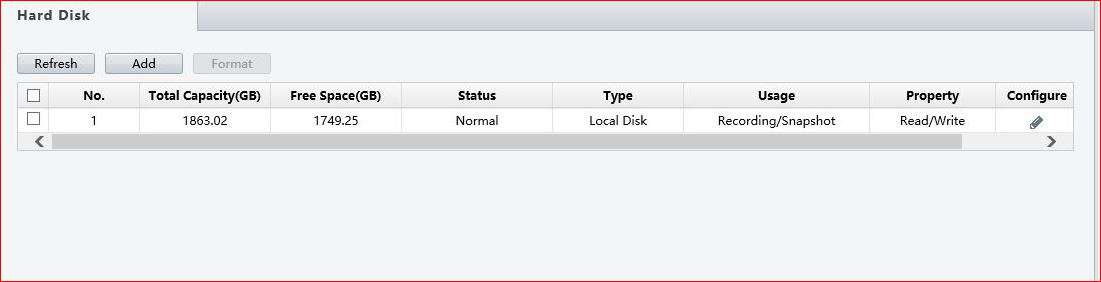 Hard Disk
Refresh Add Format
No. Total Capacity(GB) Free Space(GB) Status Type Usage Property Configure
1 1863.02 1749.25 Normal Local Disk Recording/Snapshot Read/Write